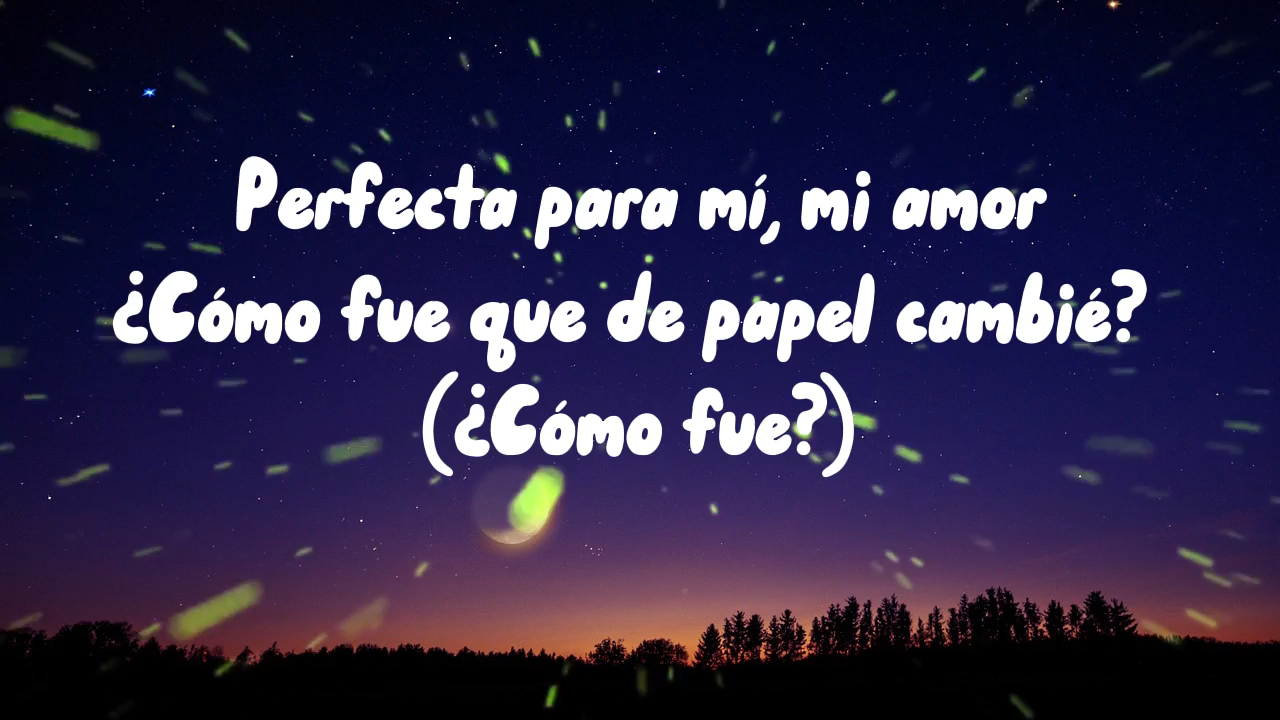 Perfecta para mí, mi amor
¿Cómo fue que de papel cambié?
(¿Cómo fue?)